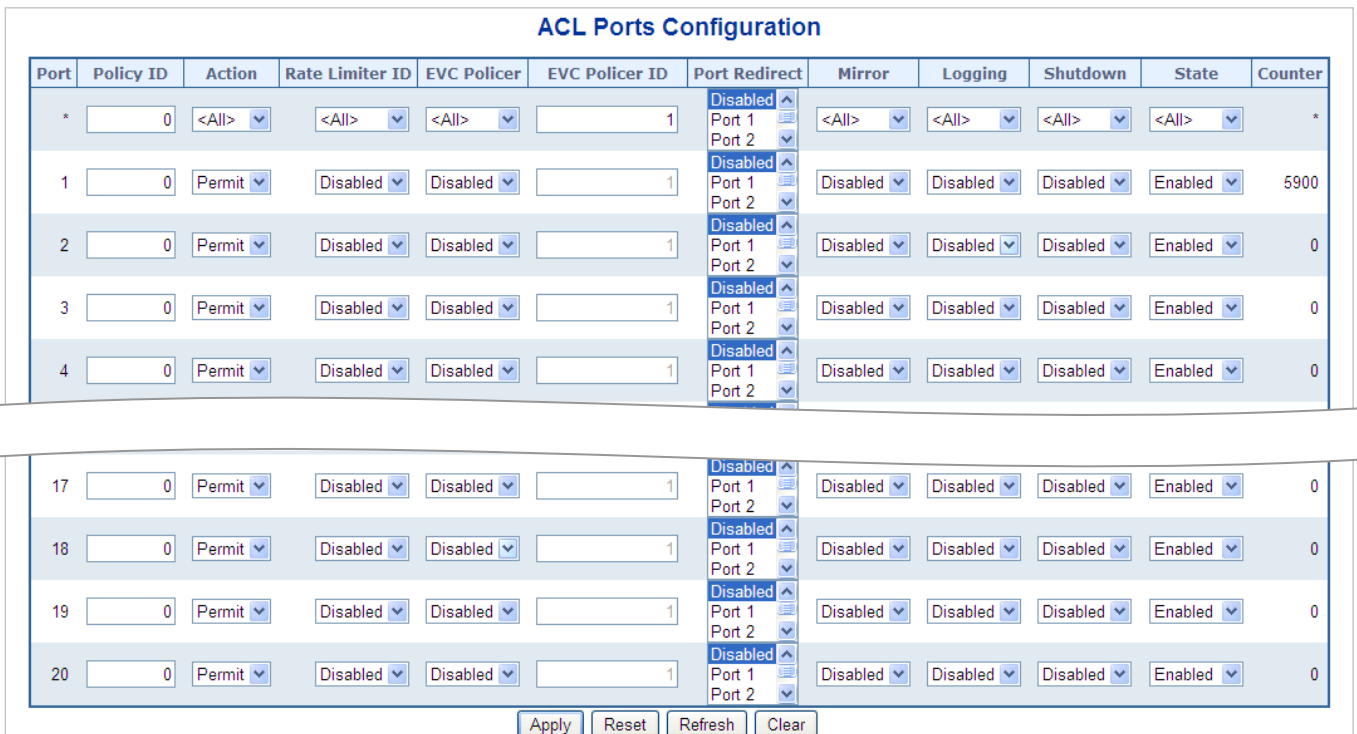 ACL Ports Configuration
Port Policy ID Action Rate Limiter ID EVC Policer EVC Policer ID Port Redirect Mirror Logging Shutdown State Counter
* 0 <All> <All> <All> 1 Disabled Port 1 Port 2 <All> <All> <All> <All> *
1 0 Permit Disabled Disabled 1 Disabled Port 1 Port 2 Disabled Disabled Disabled Enabled 5900
2 0 Permit Disabled Disabled 1 Disabled Port 1 Port 2 Disabled Disabled Disabled Enabled 0
3 0 Permit Disabled Disabled 1 Disabled Port 1 Port 2 Disabled Disabled Disabled Enabled 0
4 0 Permit Disabled Disabled 1 Disabled Port 1 Port 2 Disabled Disabled Disabled Enabled 0
17 0 Permit Disabled Disabled 1 Disabled Port 1 Port 2 Disabled Disabled Disabled Enabled 0
18 0 Permit Disabled Disabled 1 Disabled Port 1 Port 2 Disabled Disabled Disabled Enabled 0
19 0 Permit Disabled Disabled 1 Disabled Port 1 Port 2 Disabled Disabled Disabled Enabled 0
20 0 Permit Disabled Disabled 1 Disabled Port 1 Port 2 Disabled Disabled Disabled Enabled 0
Apply Reset Refresh Clear